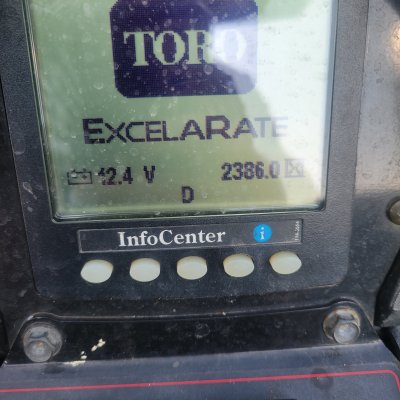 TORO
EXCELARATE
12.4 V 2386.0
D
InfoCenter i